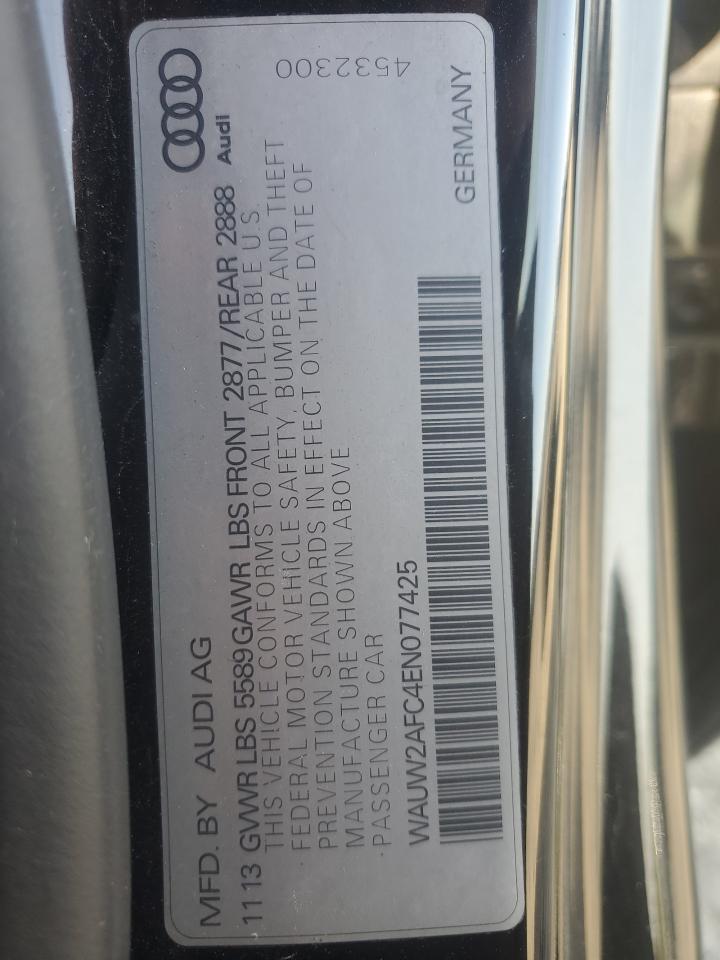 MFD. BY AUDI AG
11 13 GVWR LBS 5589 GAWR LBS FRONT 2877/REAR 2888
Audi
THIS VEHICLE CONFORMS TO ALL APPLICABLE U.S.
FEDERAL MOTOR VEHICLE SAFETY, BUMPER AND THEFT
PREVENTION STANDARDS IN EFFECT ON THE DATE OF
MANUFACTURE SHOWN ABOVE
4532300
PASSENGER CAR
WAUW2AFC4EN077425
GERMANY